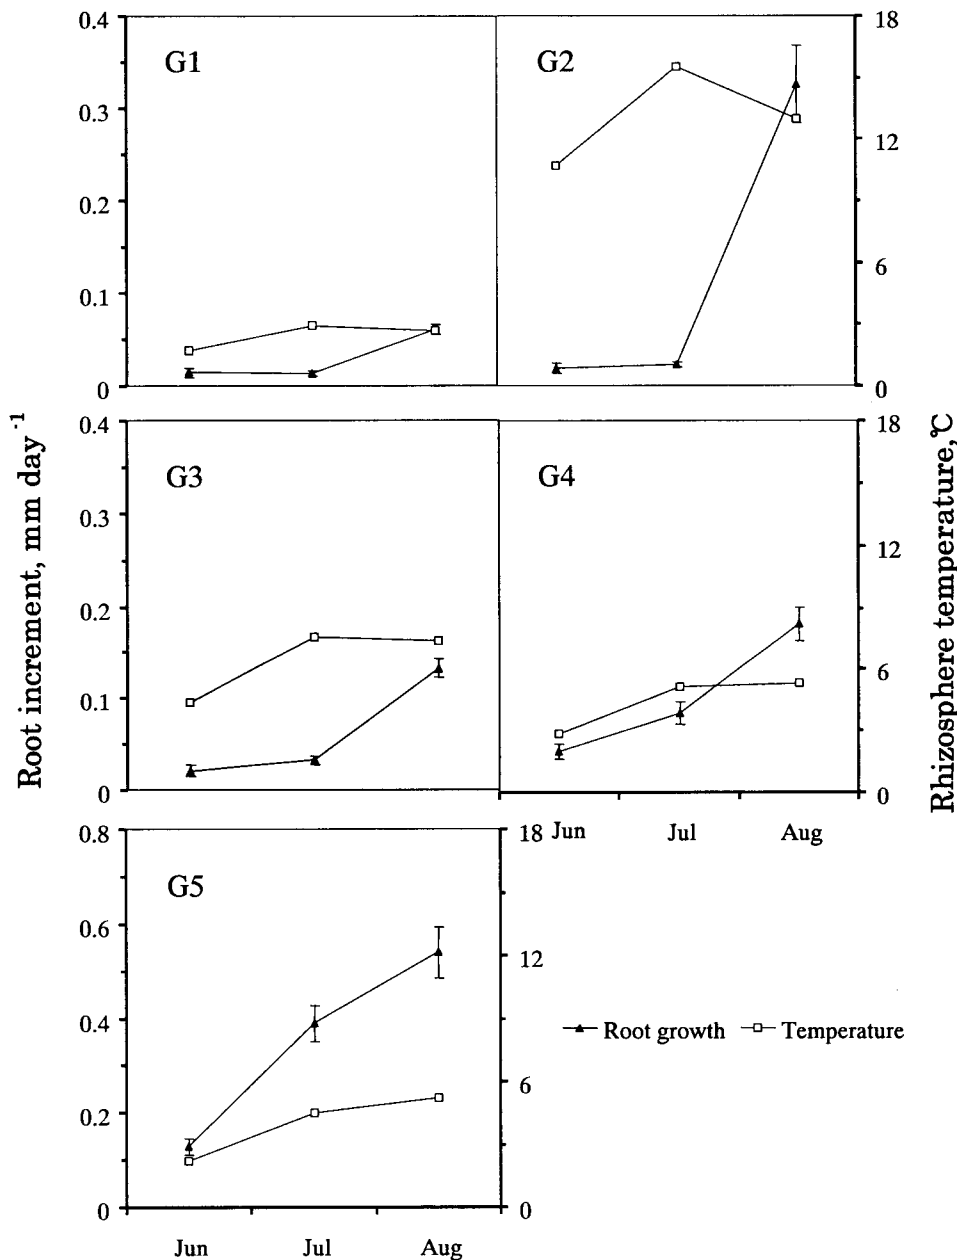 0.4
0.3
0.2
0.1
0
G1
G2
18
12
6
0
Root increment, mm day-1
0.4
0.3
0.2
0.1
0
G3
G4
18
12
6
0
Rhizosphere temperature,℃
Jun Jul Aug
0.8
0.6
0.4
0.2
0
G5
18
12
6
0
Root growth Temperature
Jun Jul Aug